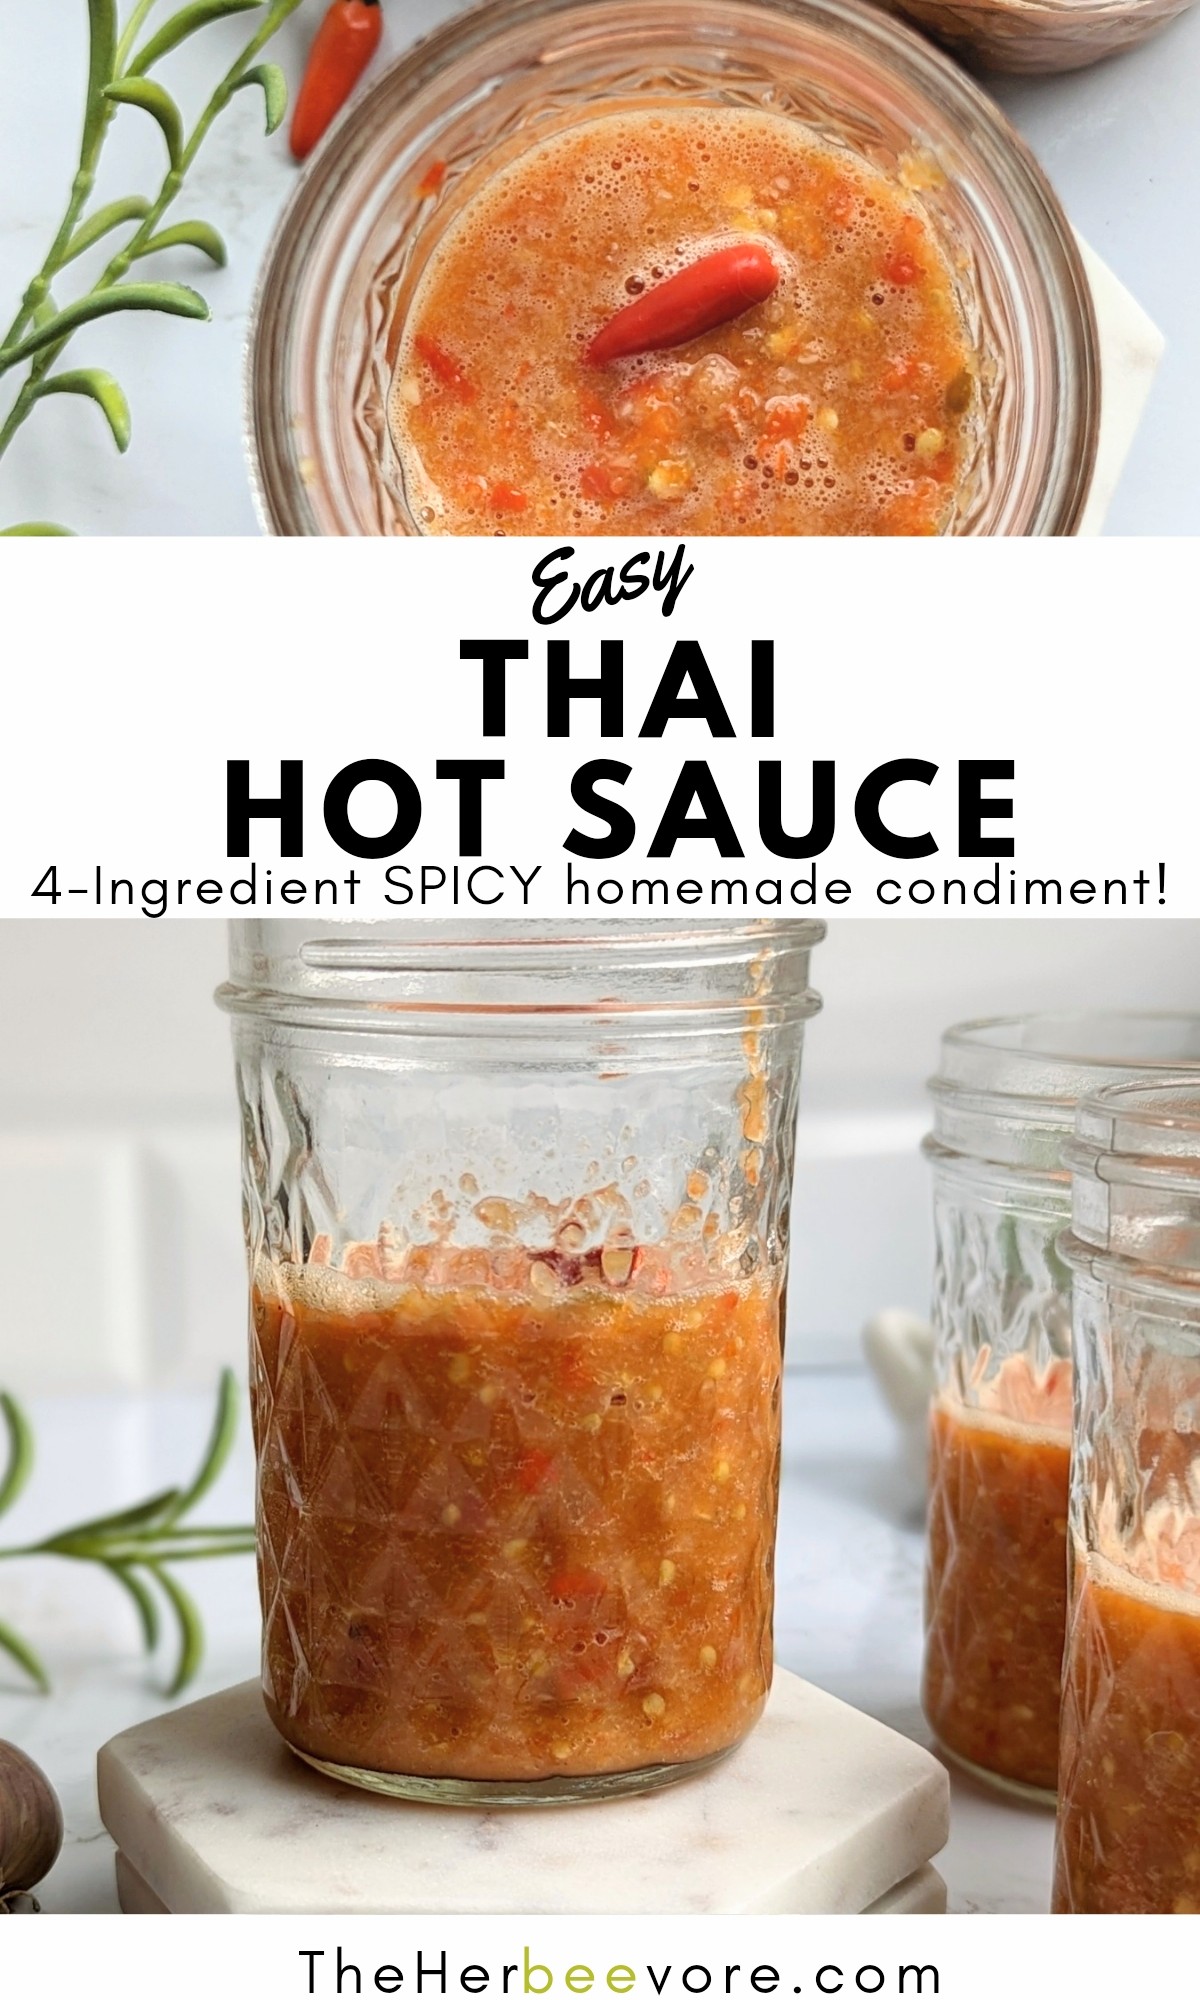 Easy
THAI
HOT SAUCE
4-Ingredient SPICY homemade condiment!
TheHerbeevore.com